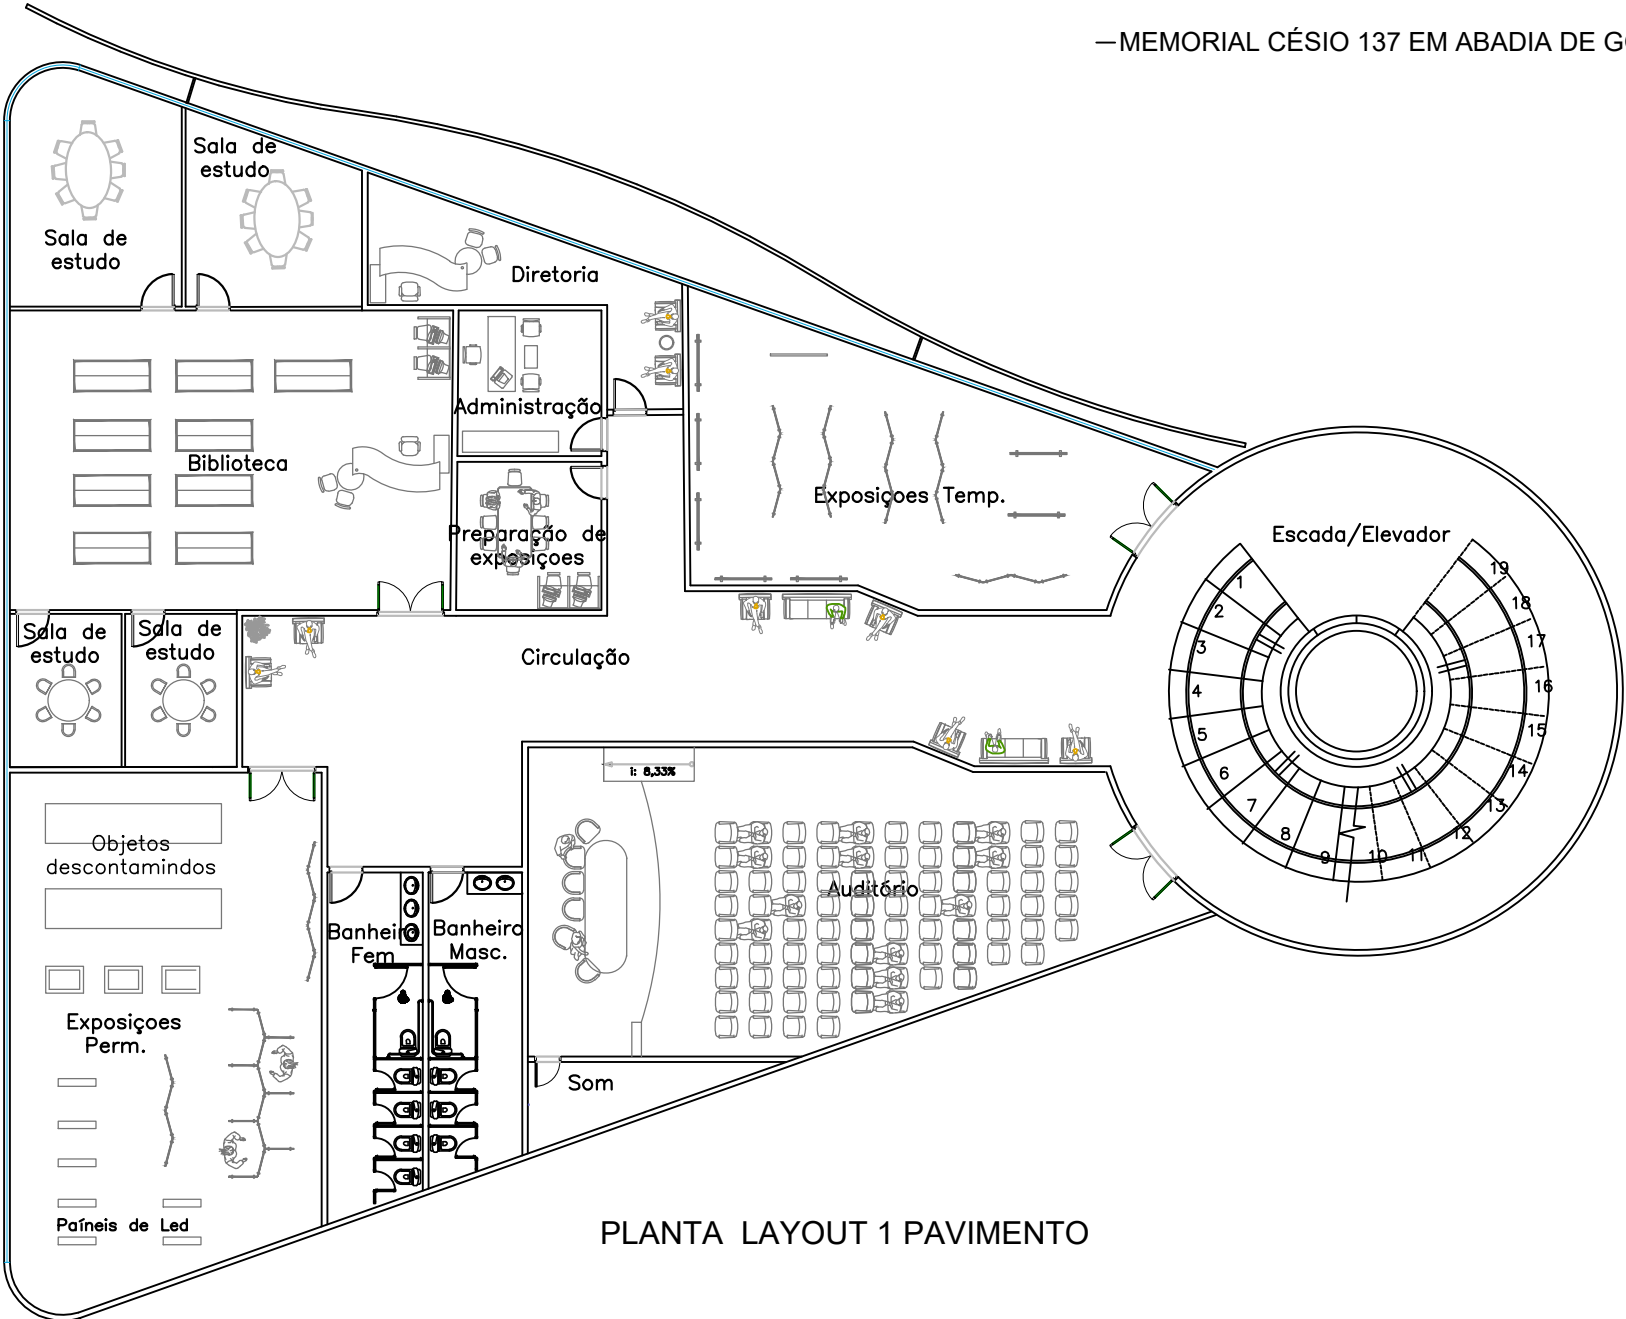 —MEMORIAL CÉSIO 137 EM ABADIA DE
Sala de
estudo
Sala de
estudo
Diretoria
Administração
Biblioteca
Exposiçoes Temp.
Preparação de
exposiçoes
Escada/Elevador
Sala de
estudo
Sala de
estudo
Circulação
1
2
3
4
5
6
7
8
9
10
11
12
13
14
15
16
17
18
19
i: 8,33%
Objetos
descontamindos
Auditório
Banheiro
Fem
Banheiro
Masc.
Exposiçoes
Perm.
Som
Paíneis de Led
PLANTA LAYOUT 1 PAVIMENTO